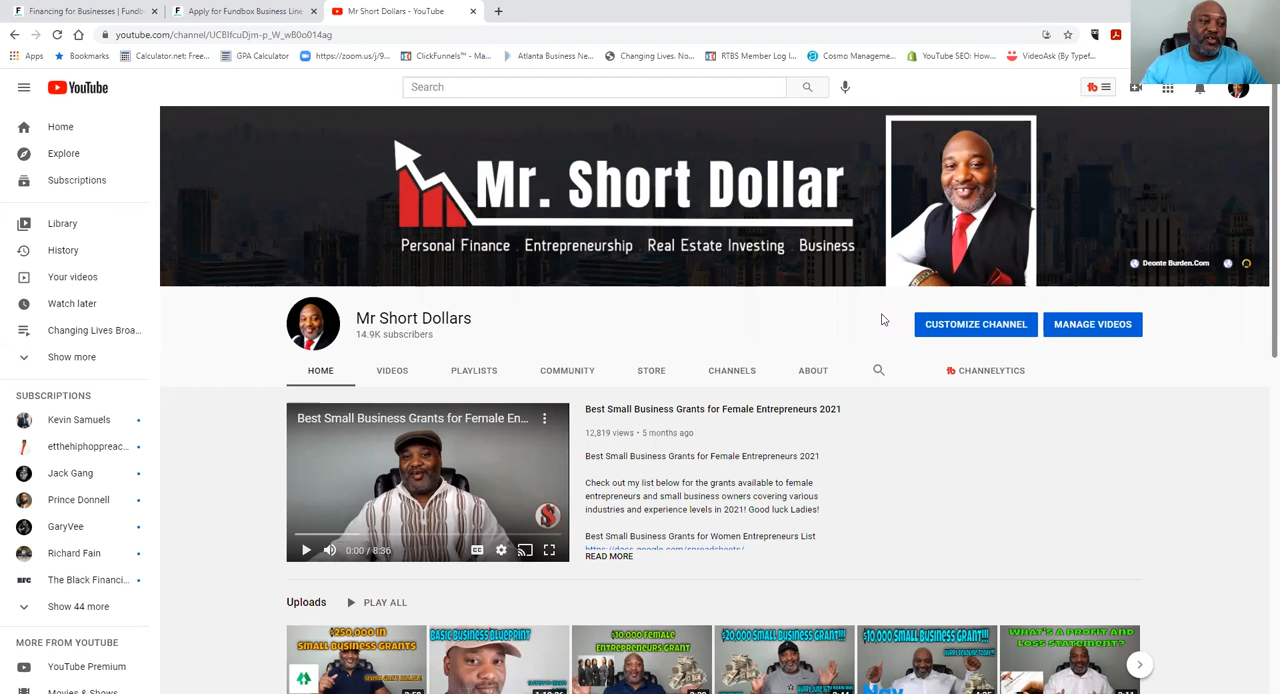 Financing for Businesses | Fundb
Apply for Fundbox Business Line
Mr Short Dollars - YouTube
youtube.com/channel/UCBIfcuDjm-p_W_wB0o014ag
Apps
Bookmarks
Calculator.net: Free...
GPA Calculator
https://zoom.us/j/9...
ClickFunnels™ - Ma...
Atlanta Business Ne...
Changing Lives. No...
RTBS Member Log I...
Cosmo Manageme...
YouTube SEO: How...
VideoAsk (By Typef...
YouTube
Search
Home
Explore
Subscriptions
Library
History
Your videos
Watch later
Changing Lives Broa...
Show more
SUBSCRIPTIONS
Kevin Samuels
etthehiphoppreac...
Jack Gang
Prince Donnell
GaryVee
Richard Fain
The Black Financi...
Show 44 more
MORE FROM YOUTUBE
YouTube Premium
Movies & Shows
Mr. Short Dollar
Personal Finance . Entrepreneurship . Real Estate Investing . Business
Deonte Burden.Com
Mr Short Dollars
14.9K subscribers
CUSTOMIZE CHANNEL
MANAGE VIDEOS
HOME
VIDEOS
PLAYLISTS
COMMUNITY
STORE
CHANNELS
ABOUT
CHANNELYTICS
Best Small Business Grants for Female En...
0:00 / 8:36
Best Small Business Grants for Female Entrepreneurs 2021
12,819 views • 5 months ago
Best Small Business Grants for Female Entrepreneurs 2021
Check out my list below for the grants available to female
entrepreneurs and small business owners covering various
industries and experience levels in 2021! Good luck Ladies!
Best Small Business Grants for Women Entrepreneurs List
https://docs.google.com/spreadsheets/
READ MORE
Uploads
PLAY ALL
$250,000 IN
SMALL BUSINESS GRANTS
BASIC BUSINESS BLUEPRINT
$10,000 FEMALE
ENTREPRENEURS GRANT
$20,000 SMALL BUSINESS GRANT!!!
$10,000 SMALL BUSINESS GRANT!!!
WHAT'S A PROFIT AND
LOSS STATEMENT?